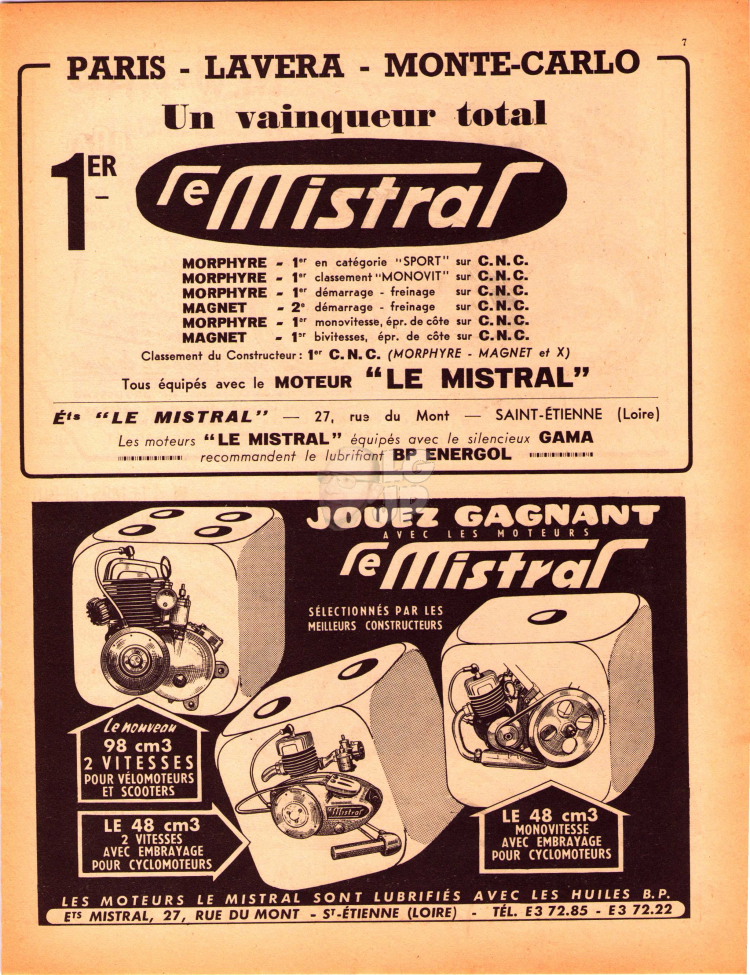 7
PARIS - LAVERA - MONTE-CARLO
Un vainqueur total
1ER
le Mistral
MORPHYRE - 1er en catégorie "SPORT" sur C.N.C.
MORPHYRE - 1er classement "MONOVIT" sur C.N.C.
MORPHYRE - 1er démarrage - freinage sur C.N.C.
MAGNET - 2e démarrage - freinage sur C.N.C.
MORPHYRE - 1er monovitesse, épr. de côte sur C.N.C.
MAGNET - 1er bivitesses, épr. de côte sur C.N.C.
Classement du Constructeur : 1er C.N.C. (MORPHYRE - MAGNET et X)
Tous équipés avec le MOTEUR "LE MISTRAL"
Éts "LE MISTRAL" — 27, rue du Mont — SAINT-ÉTIENNE (Loire)
Les moteurs "LE MISTRAL" équipés avec le silencieux GAMA
recommandent le lubrifiant BP ENERGOL
JOUEZ GAGNANT
AVEC LES MOTEURS
le Mistral
SÉLECTIONNÉS PAR LES
MEILLEURS CONSTRUCTEURS
Le nouveau
98 cm3
2 VITESSES
POUR VÉLOMOTEURS
ET SCOOTERS
LE 48 cm3
2 VITESSES
AVEC EMBRAYAGE
POUR CYCLOMOTEURS
le Mistral
LE 48 cm3
MONOVITESSE
AVEC EMBRAYAGE
POUR CYCLOMOTEURS
LES MOTEURS LE MISTRAL SONT LUBRIFIÉS AVEC LES HUILES B.P.
ETS MISTRAL, 27, RUE DU MONT - ST-ÉTIENNE (LOIRE) - TÉL. E3 72.85 - E3 72.22